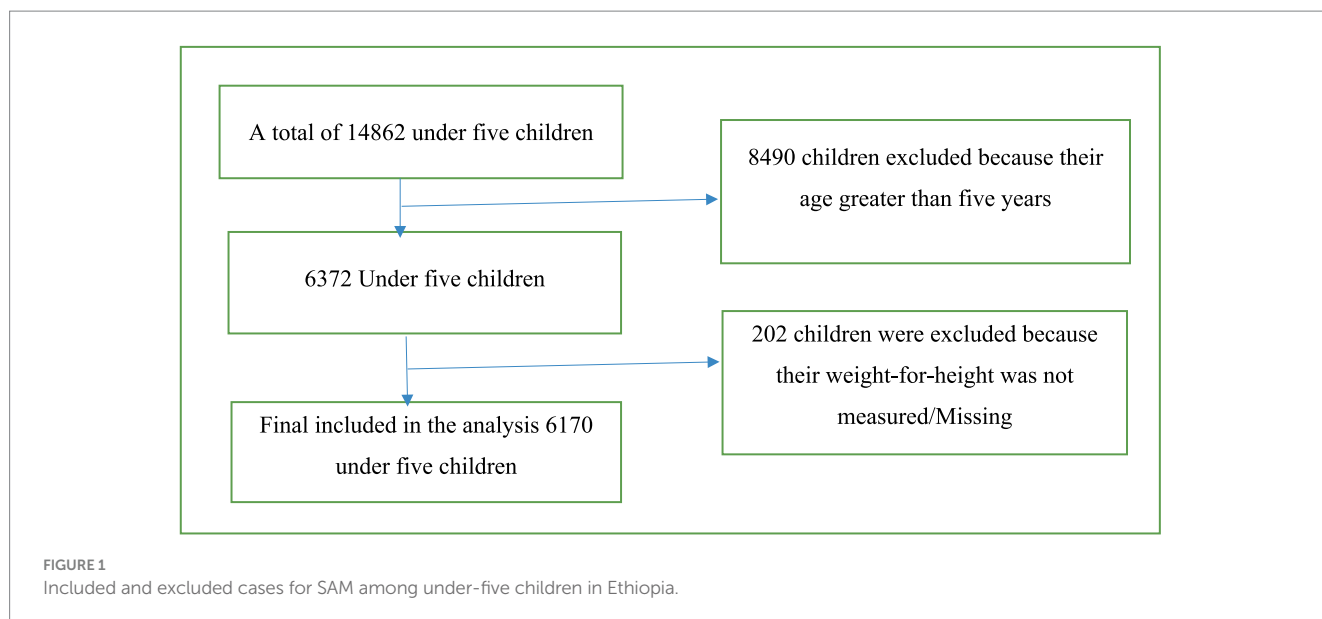 A total of 14862 under five children
8490 children excluded because their
age greater than five years
6372 Under five children
202 children were excluded because
their weight-for-height was not
measured/Missing
Final included in the analysis 6170
under five children
FIGURE 1
Included and excluded cases for SAM among under-five children in Ethiopia.